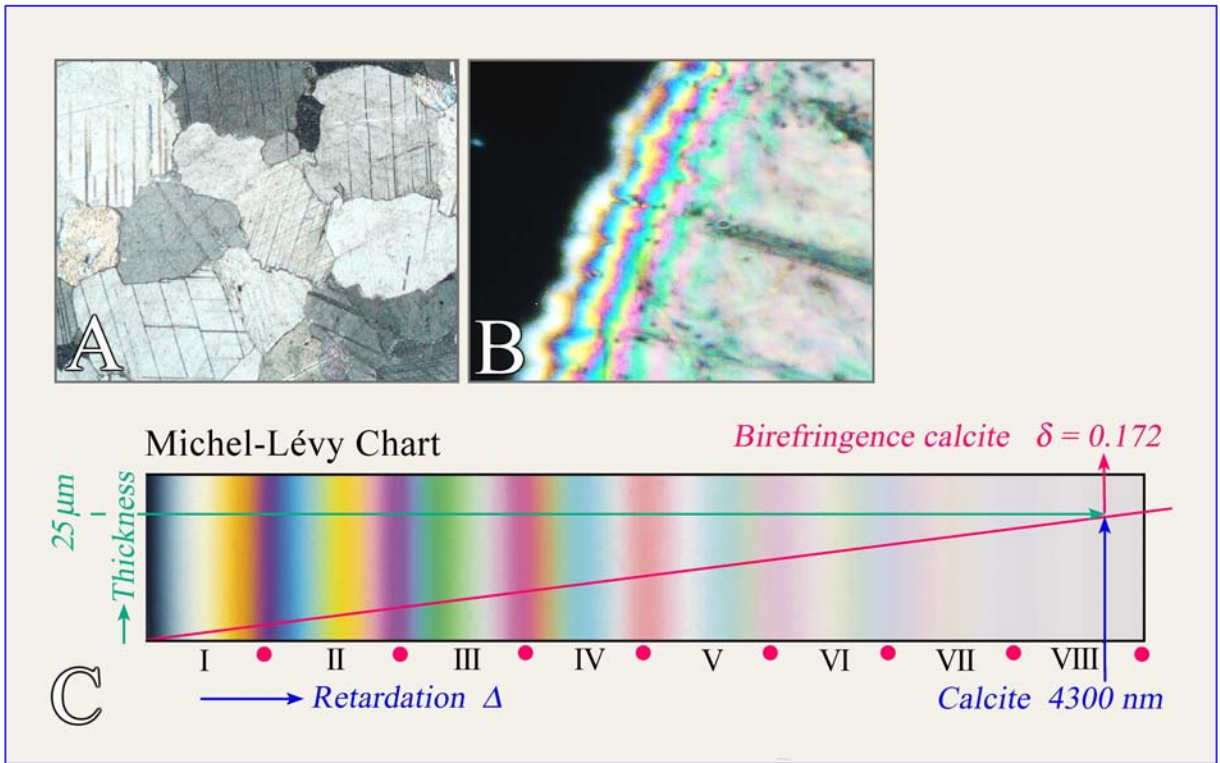 A
B
Michel-Lévy Chart
Birefringence calcite δ = 0.172
25 µm
Thickness
I II III IV V VI VII VIII
C
Retardation Δ
Calcite 4300 nm